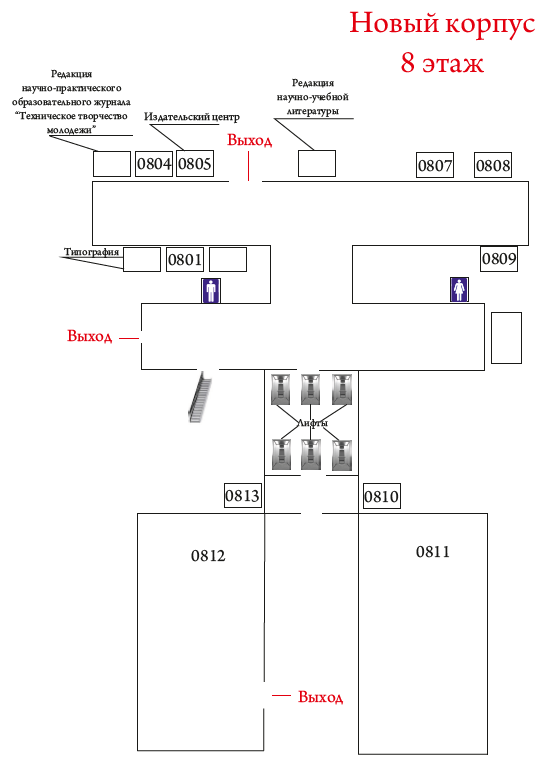 Новый корпус
8 этаж
Редакция
научно-практического
образовательного журнала
“Техническое творчество
молодежи”
Издательский центр
Редакция
научно-учебной
литературы
Выход
0804
0805
0807
0808
Типография
0801
0809
Выход
Лифты
0813
0810
0812
0811
Выход